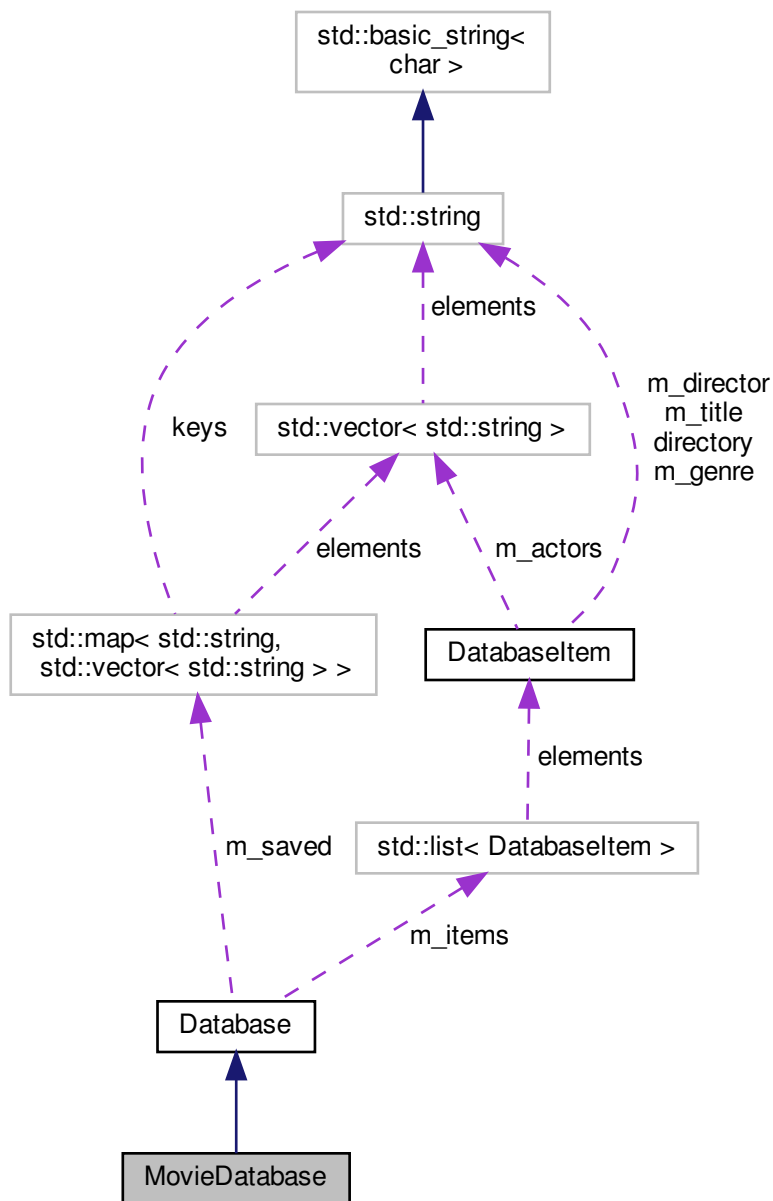 std::basic_string<
char >
std::string
elements
m_director
m_title
directory
m_genre
keys
std::vector< std::string >
elements
m_actors
std::map< std::string,
std::vector< std::string > >
DatabaseItem
elements
m_saved
std::list< DatabaseItem >
m_items
Database
MovieDatabase